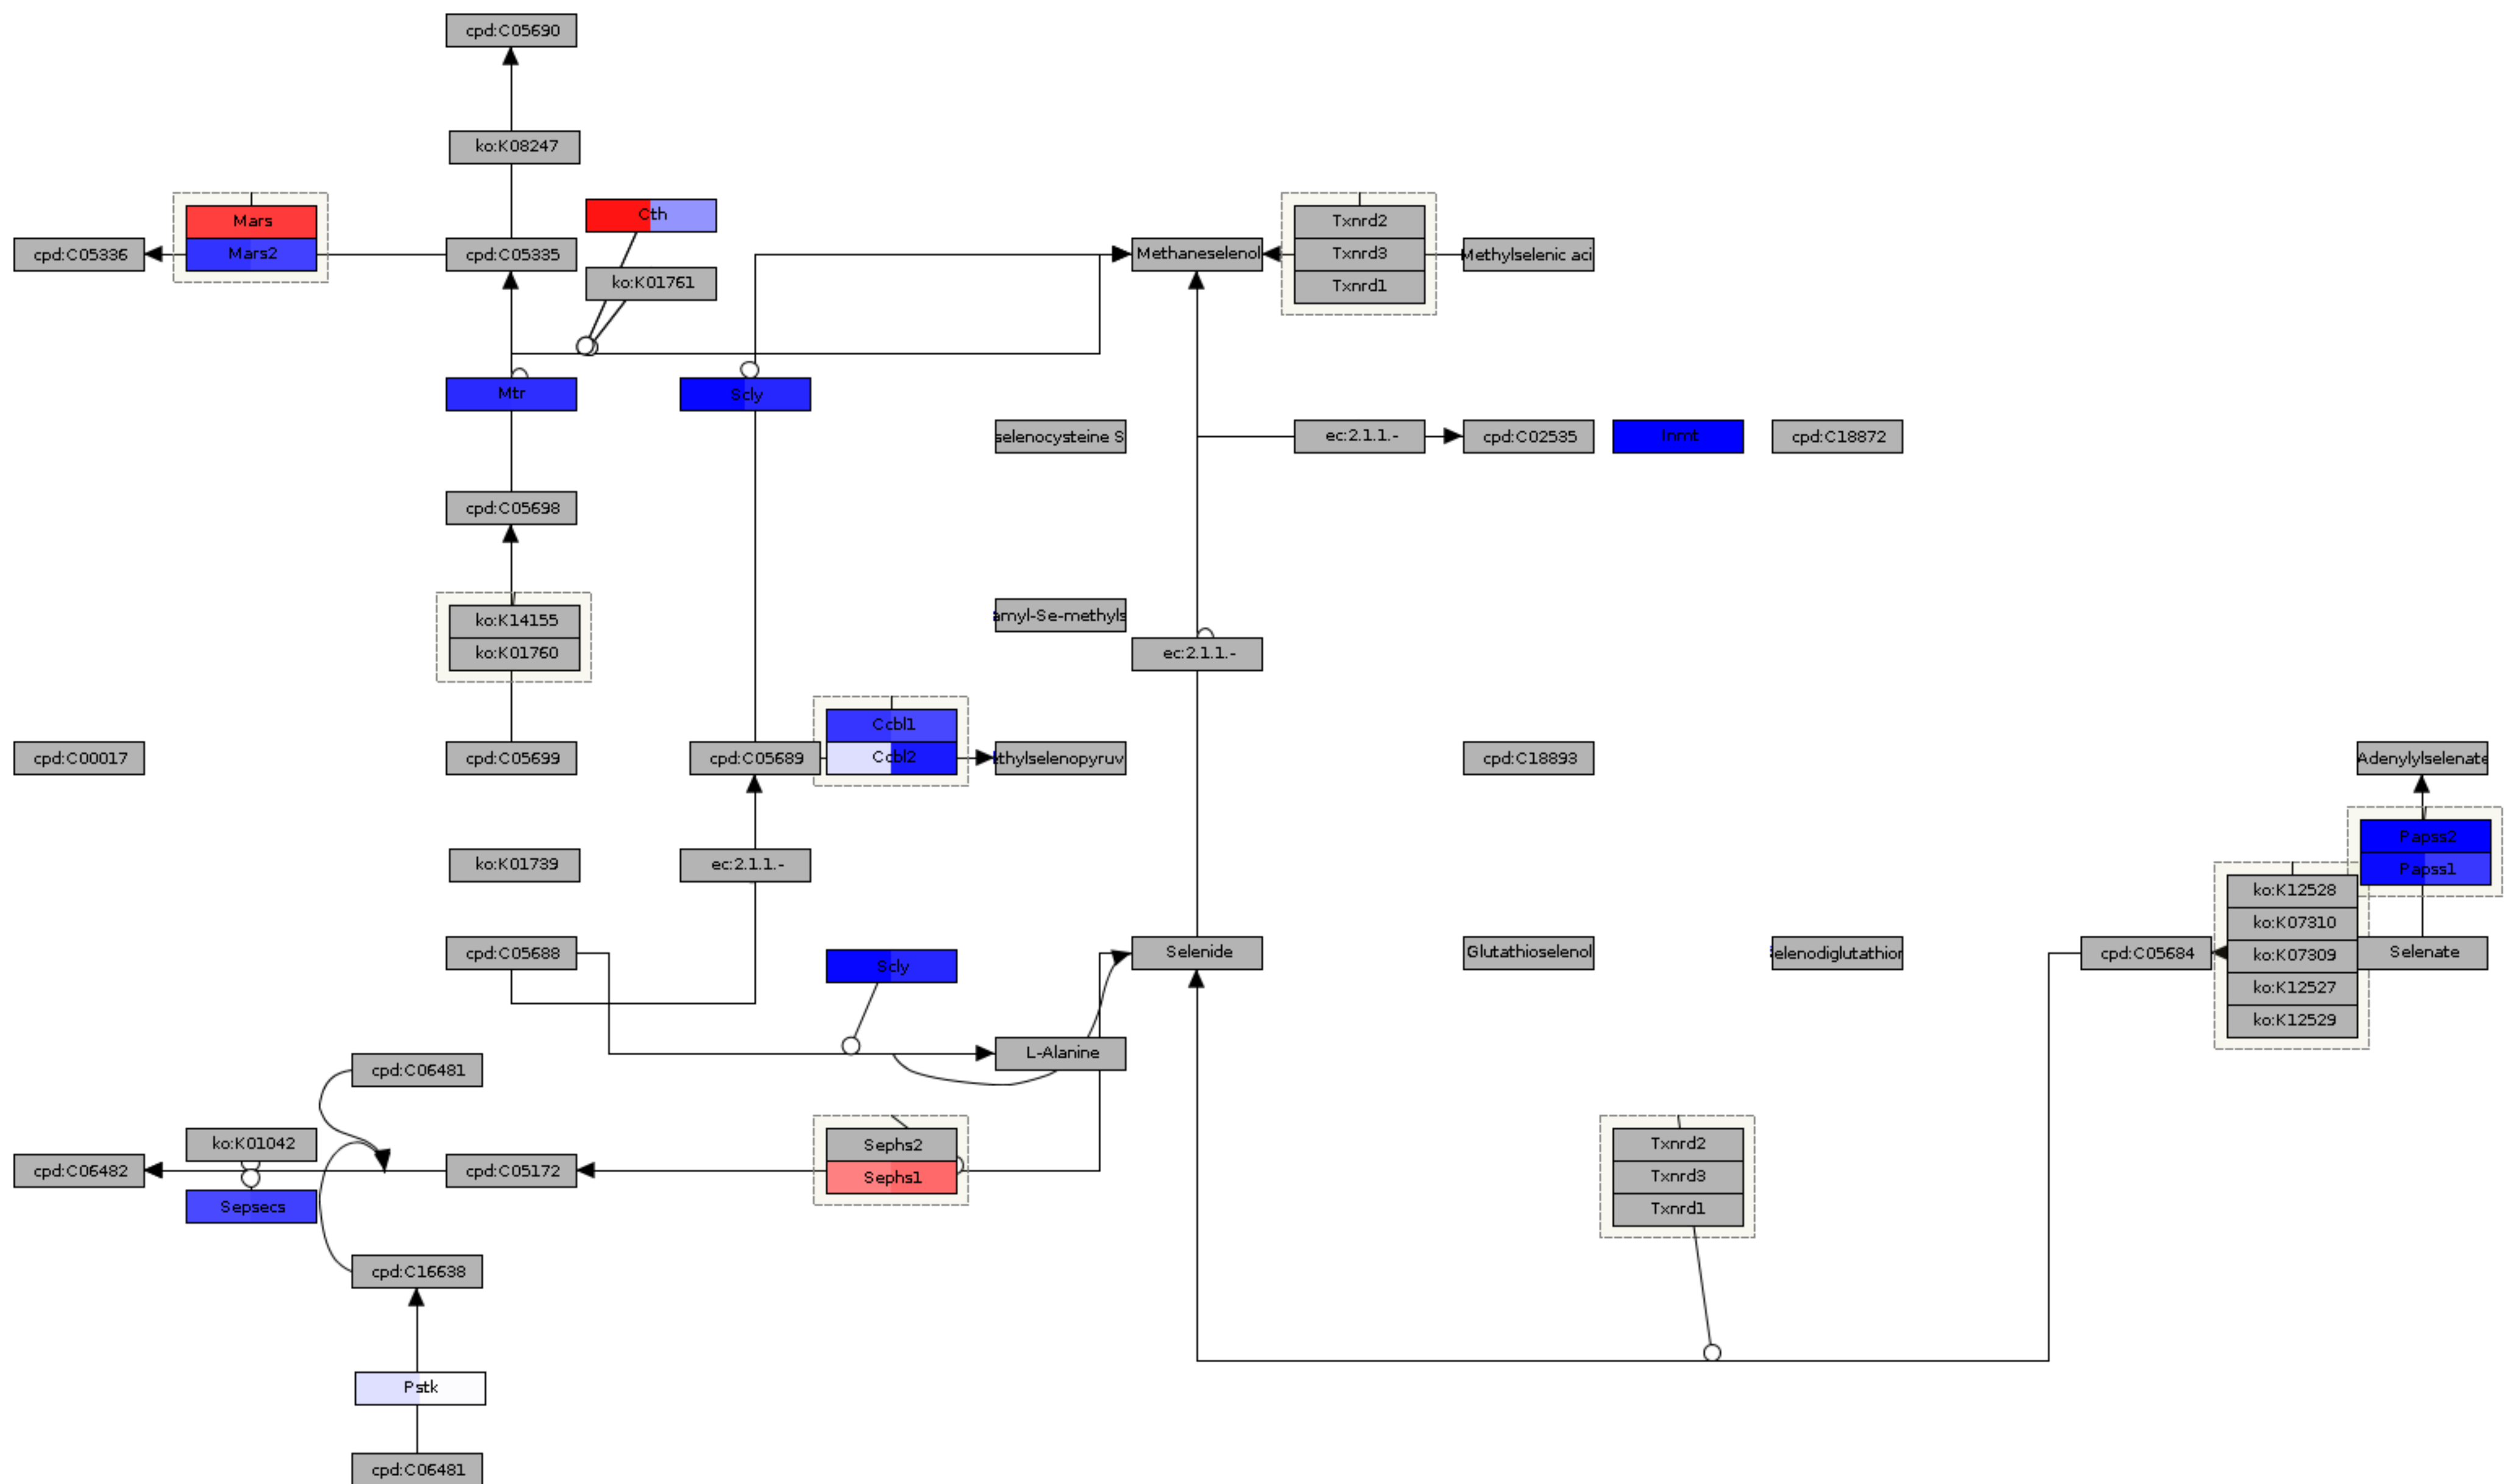 cpd:C05690
ko:K08247
Mars
Mars2
cpd:C05336
cpd:C05335
Cth
ko:K01761
Methaneselenol
Txnrd2
Txnrd3
Txnrd1
Methylselenic aci
Mtr
Scly
selenocysteine S
ec:2.1.1.-
cpd:C02535
Inmt
cpd:C18872
cpd:C05698
ko:K14155
ko:K01760
amyl-Se-methyls
ec:2.1.1.-
Ccbl1
Ccbl2
cpd:C00017
cpd:C05699
cpd:C05689
thylselenopyruv
cpd:C18893
Adenylylselenate
Papss2
Papss1
ko:K01739
ec:2.1.1.-
ko:K12528
ko:K07310
ko:K07309
ko:K12527
ko:K12529
cpd:C05688
Scly
Selenide
Glutathioselenol
elenodiglutathior
cpd:C05684
Selenate
L-Alanine
cpd:C06481
ko:K01042
cpd:C06482
Sepsecs
cpd:C05172
Sephs2
Sephs1
Txnrd2
Txnrd3
Txnrd1
cpd:C16638
Pstk
cpd:C06481